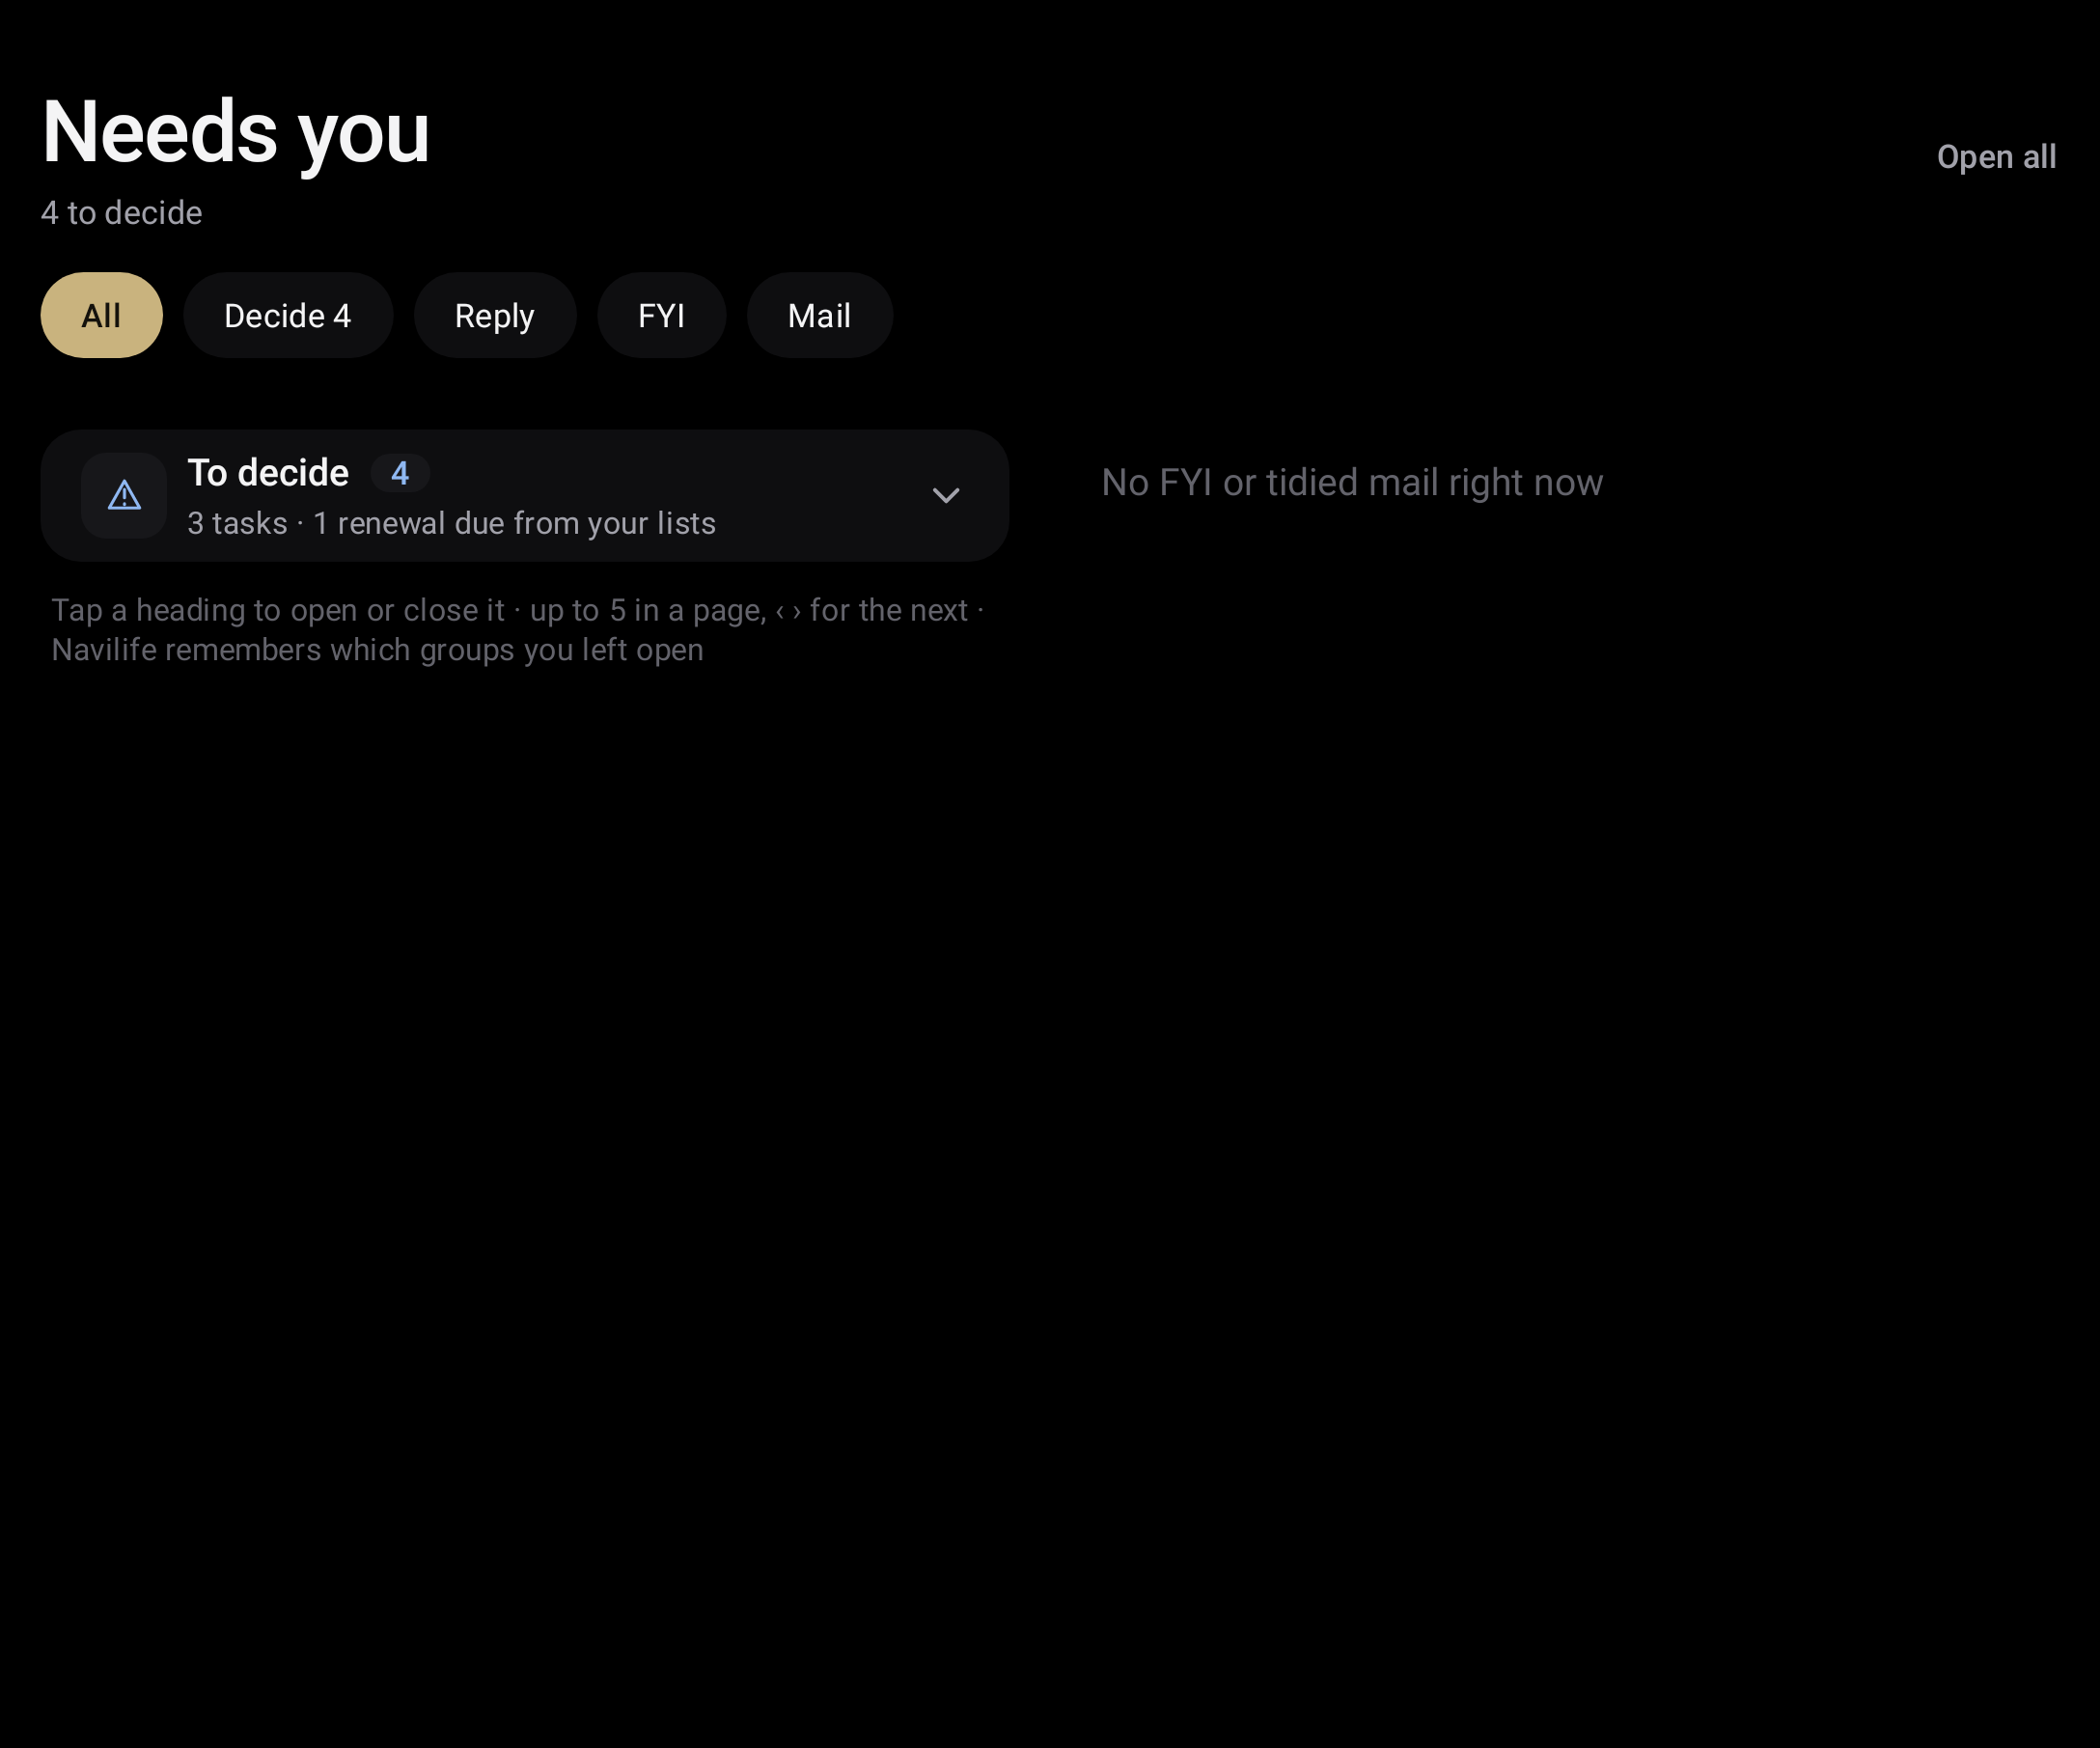 Needs you
Open all
4 to decide
All
Decide 4
Reply
FYI
Mail
To decide 4
3 tasks · 1 renewal due from your lists
No FYI or tidied mail right now
Tap a heading to open or close it · up to 5 in a page, ‹ › for the next ·
Navilife remembers which groups you left open